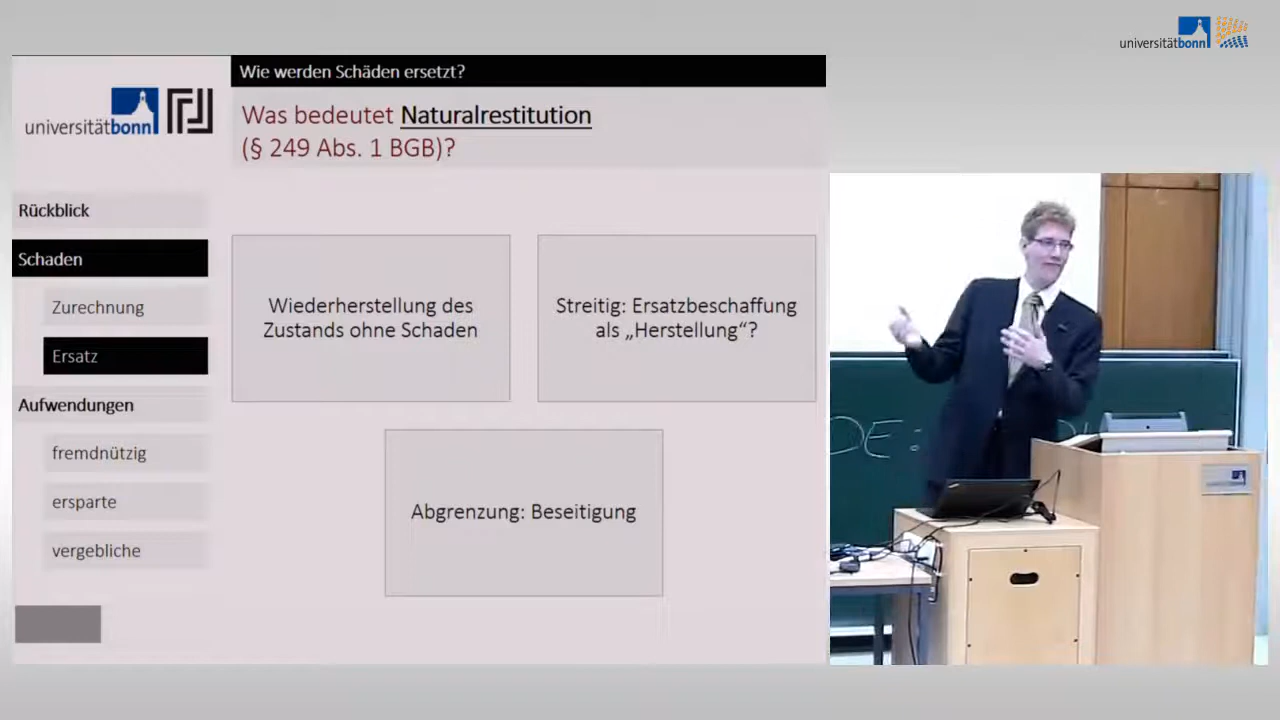 universitätbonn
Wie werden Schäden ersetzt?
universitätbonn
Was bedeutet Naturalrestitution
(§ 249 Abs. 1 BGB)?
Rückblick
Schaden
Zurechnung
Ersatz
Aufwendungen
fremdnützig
ersparte
vergebliche
Wiederherstellung des
Zustands ohne Schaden
Streitig: Ersatzbeschaffung
als „Herstellung“?
Abgrenzung: Beseitigung
DE: